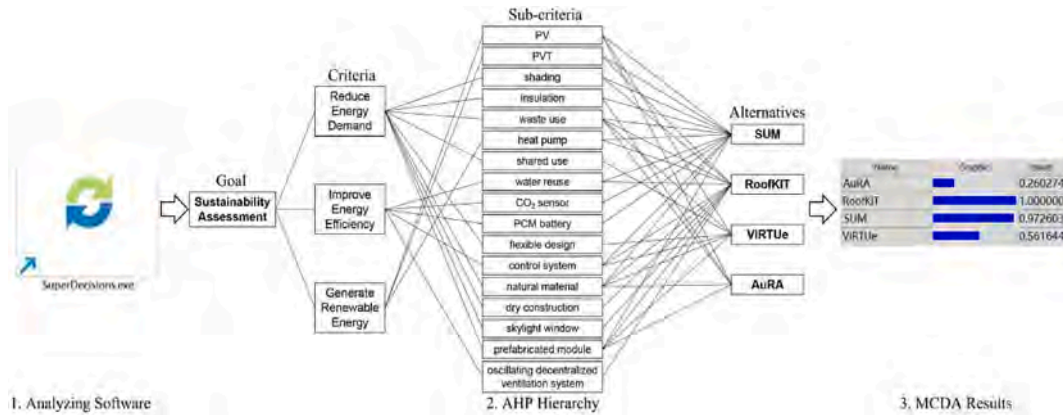 Sub-criteria
PV
PVT
shading
insulation
waste use
heat pump
shared use
water reuse
CO₂ sensor
PCM battery
flexible design
control system
natural material
dry construction
skylight window
prefabricated module
oscillating decentralized
ventilation system
Criteria
Reduce
Energy
Demand
Improve
Energy
Efficiency
Generate
Renewable
Energy
Goal
Sustainability
Assessment
SuperDecisions.exe
Alternatives
SUM
RoofKIT
VIRTUe
AuRA
Name Graphic Ideals
AuRA 0.260274
RoofKIT 1.000000
SUM 0.972603
VIRTUe 0.561644
1. Analyzing Software
2. AHP Hierarchy
3. MCDA Results